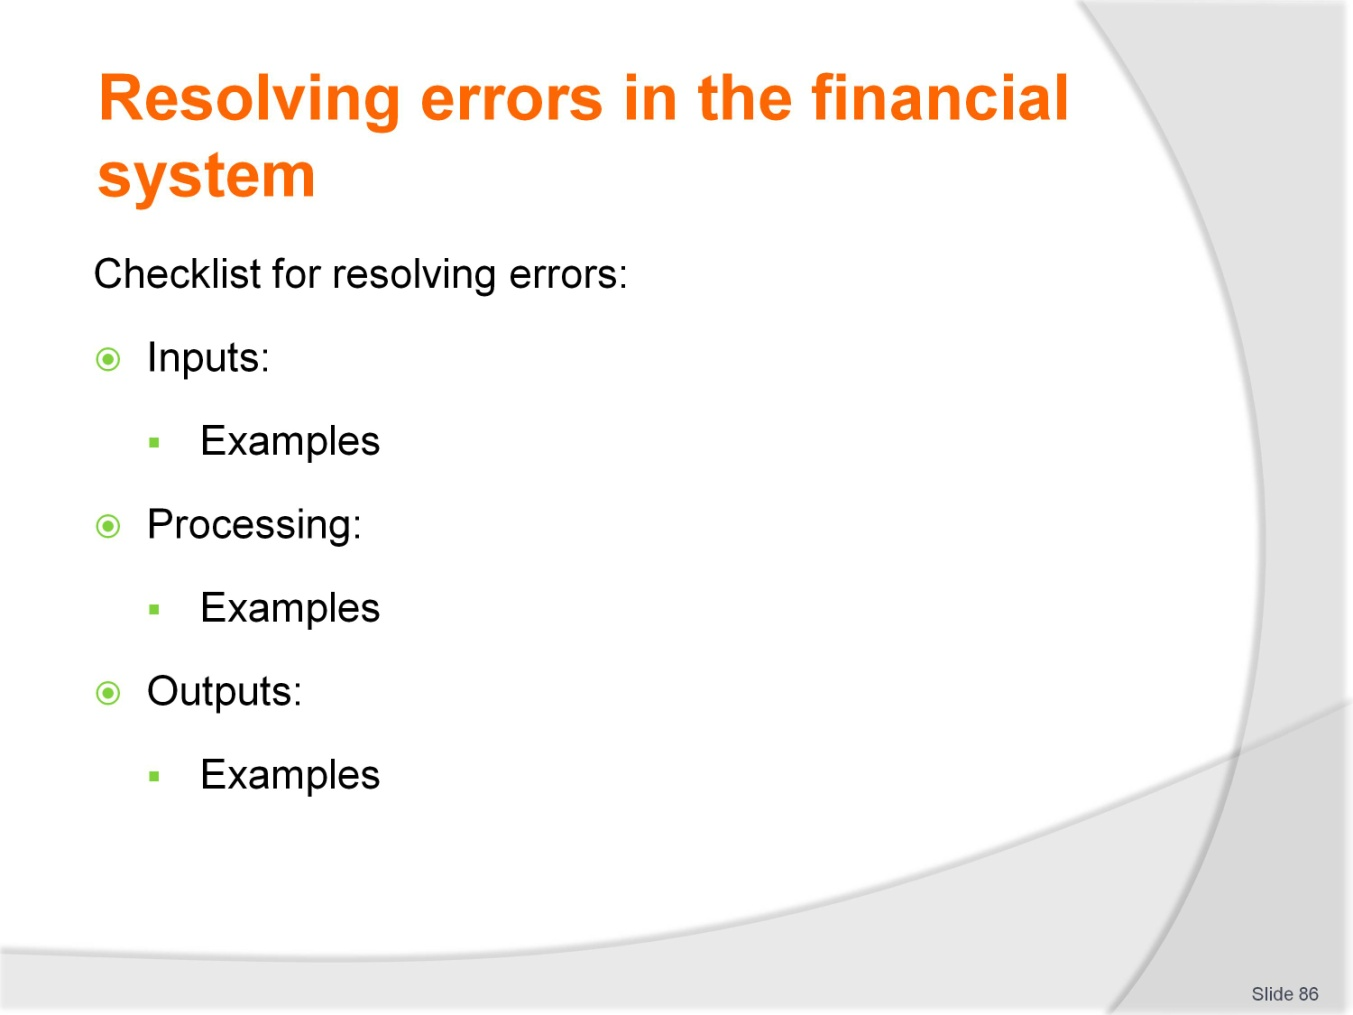 Resolving errors in the financial
system
Checklist for resolving errors:
Inputs:
Examples
Processing:
Examples
Outputs:
Examples
Slide 86